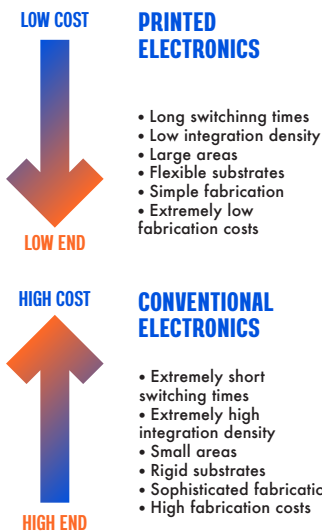 LOW COST
PRINTED
ELECTRONICS
• Long switchinng times
• Low integration density
• Large areas
• Flexible substrates
• Simple fabrication
• Extremely low
fabrication costs
LOW END
HIGH COST
CONVENTIONAL
ELECTRONICS
• Extremely short
switching times
• Extremely high
integration density
• Small areas
• Rigid substrates
• Sophisticated fabricatio
• High fabrication costs
HIGH END